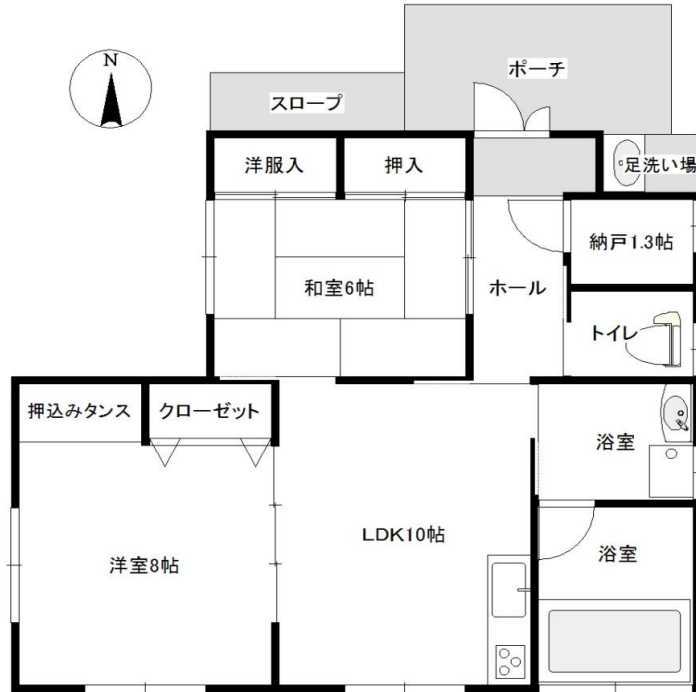 N
ポーチ
スロープ
洋服入
押入
足洗い場
納戸1.3帖
和室6帖
ホール
トイレ
押込みタンス
クローゼット
浴室
LDK10帖
浴室
洋室8帖